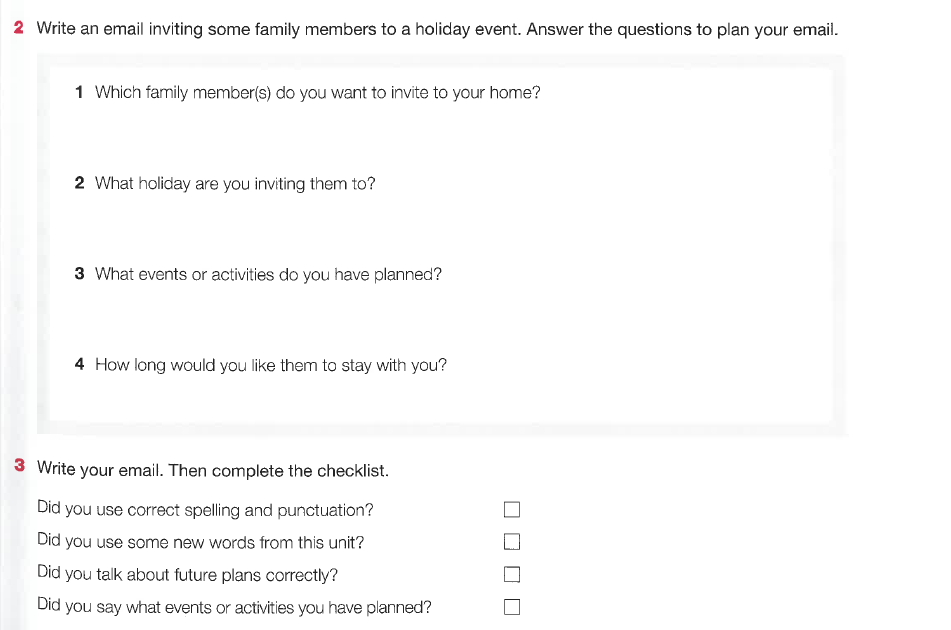 2 Write an email inviting some family members to a holiday event. Answer the questions to plan your email.
1 Which family member(s) do you want to invite to your home?
2 What holiday are you inviting them to?
3 What events or activities do you have planned?
4 How long would you like them to stay with you?
3 Write your email. Then complete the checklist.
Did you use correct spelling and punctuation?
Did you use some new words from this unit?
Did you talk about future plans correctly?
Did you say what events or activities you have planned?